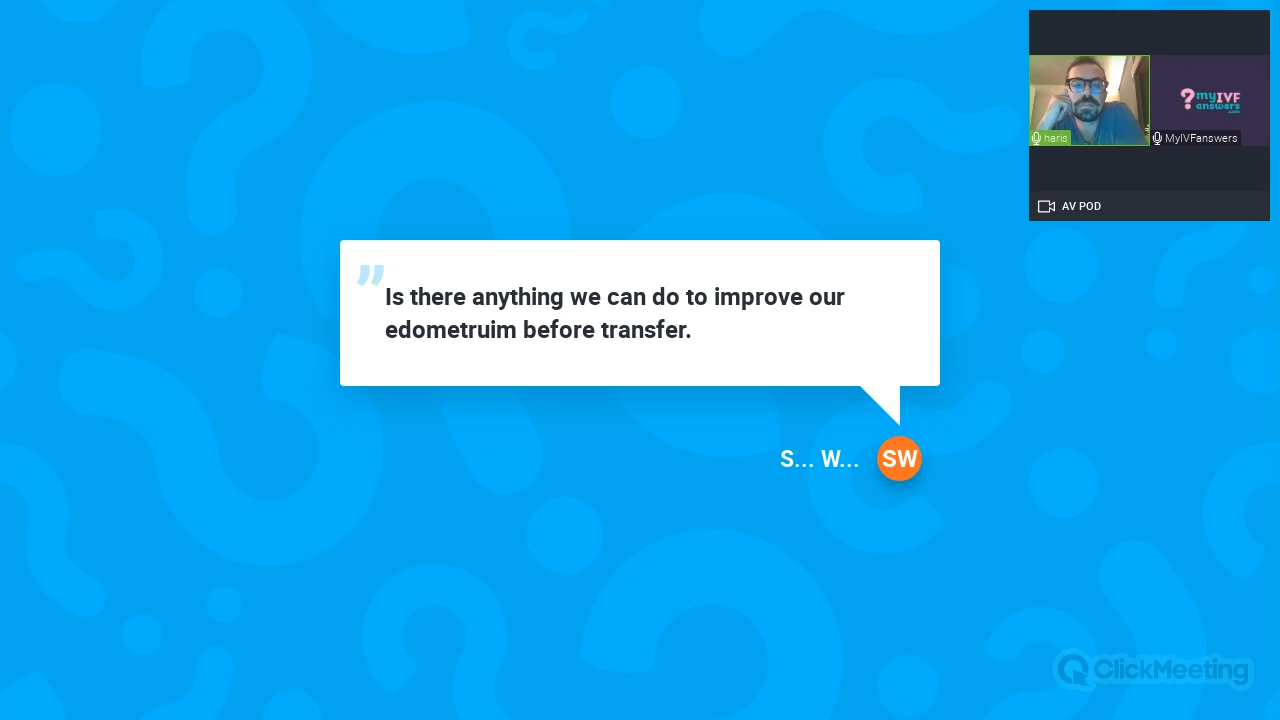 Is there anything we can do to improve our
edometruim before transfer.
S... W...
SW
haris
?myIVF
answers
.com
MyIVFanswers
AV POD
ClickMeeting